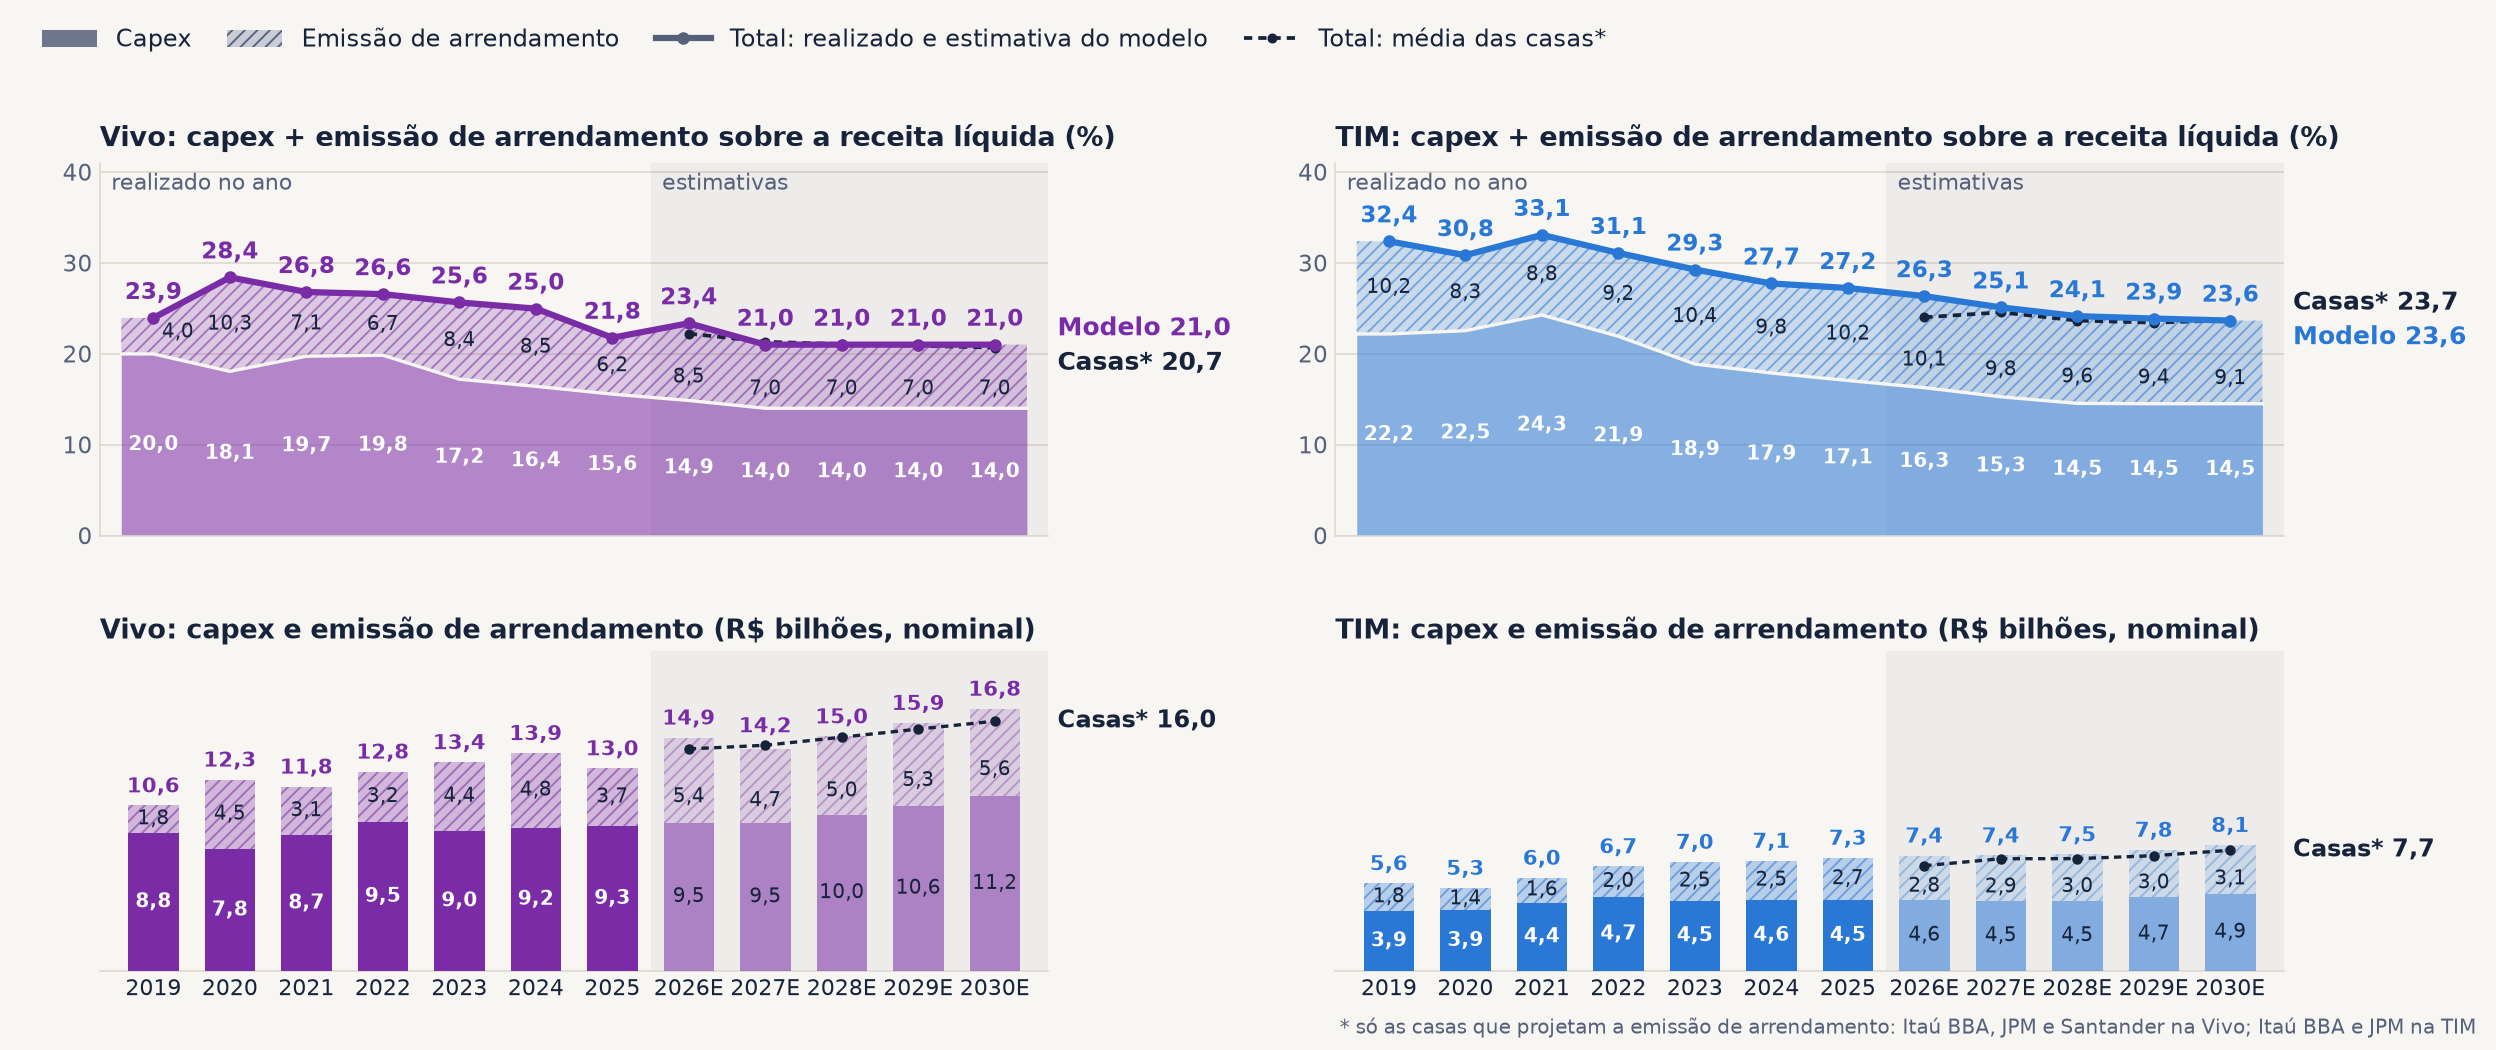 Capex Emissão de arrendamento Total: realizado e estimativa do modelo Total: média das casas*
Vivo: capex + emissão de arrendamento sobre a receita líquida (%)
40
30
20
10
0
realizado no ano estimativas
23,9 28,4 26,8 26,6 25,6 25,0 21,8 23,4 21,0 21,0 21,0 21,0
4,0 10,3 7,1 6,7 8,4 8,5 6,2 8,5 7,0 7,0 7,0 7,0
20,0 18,1 19,7 19,8 17,2 16,4 15,6 14,9 14,0 14,0 14,0 14,0
Modelo 21,0
Casas* 20,7
TIM: capex + emissão de arrendamento sobre a receita líquida (%)
40
30
20
10
0
realizado no ano estimativas
32,4 30,8 33,1 31,1 29,3 27,7 27,2 26,3 25,1 24,1 23,9 23,6
10,2 8,3 8,8 9,2 10,4 9,8 10,2 10,1 9,8 9,6 9,4 9,1
22,2 22,5 24,3 21,9 18,9 17,9 17,1 16,3 15,3 14,5 14,5 14,5
Casas* 23,7
Modelo 23,6
Vivo: capex e emissão de arrendamento (R$ bilhões, nominal)
10,6 12,3 11,8 12,8 13,4 13,9 13,0 14,9 14,2 15,0 15,9 16,8
1,8 4,5 3,1 3,2 4,4 4,8 3,7 5,4 4,7 5,0 5,3 5,6
8,8 7,8 8,7 9,5 9,0 9,2 9,3 9,5 9,5 10,0 10,6 11,2
Casas* 16,0
2019 2020 2021 2022 2023 2024 2025 2026E 2027E 2028E 2029E 2030E
TIM: capex e emissão de arrendamento (R$ bilhões, nominal)
5,6 5,3 6,0 6,7 7,0 7,1 7,3 7,4 7,4 7,5 7,8 8,1
1,8 1,4 1,6 2,0 2,5 2,5 2,7 2,8 2,9 3,0 3,0 3,1
3,9 3,9 4,4 4,7 4,5 4,6 4,5 4,6 4,5 4,5 4,7 4,9
Casas* 7,7
2019 2020 2021 2022 2023 2024 2025 2026E 2027E 2028E 2029E 2030E
* só as casas que projetam a emissão de arrendamento: Itaú BBA, JPM e Santander na Vivo; Itaú BBA e JPM na TIM